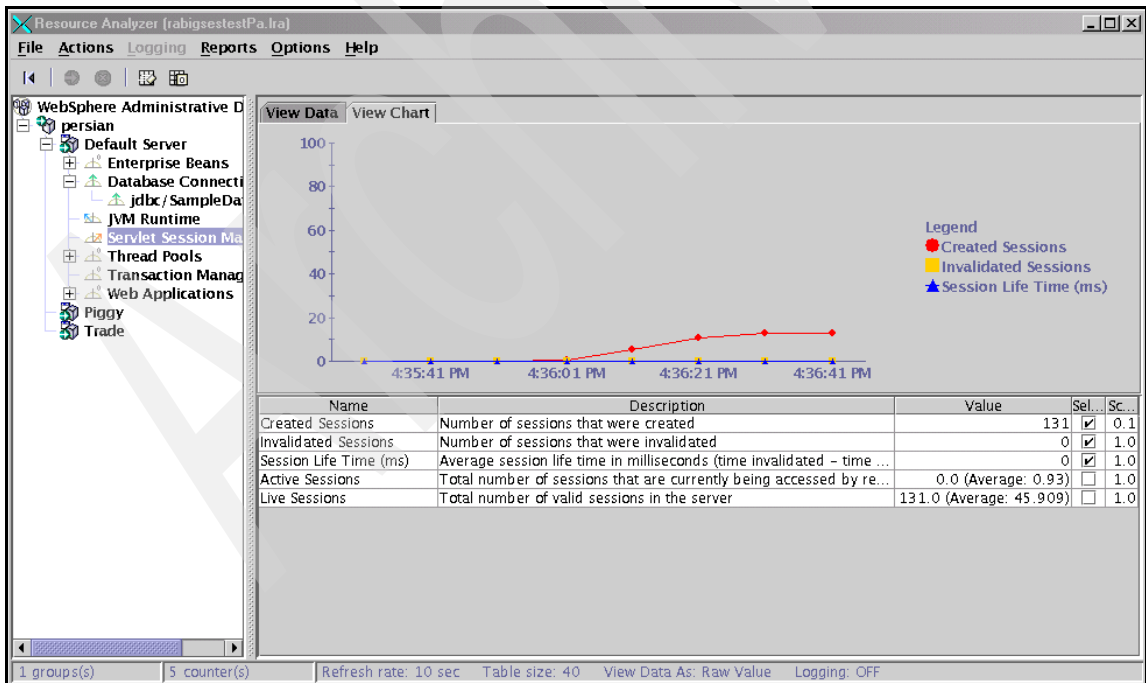 Resource Analyzer (rabigsestestPa.lra)
File Actions Logging Reports Options Help
WebSphere Administrative D
persian
Default Server
Enterprise Beans
Database Connecti
jdbc/SampleDa
JVM Runtime
Servlet Session Ma
Thread Pools
Transaction Manag
Web Applications
Piggy
Trade
View Data View Chart
100
80
60
40
20
0
4:35:41 PM 4:36:01 PM 4:36:21 PM 4:36:41 PM
Legend
Created Sessions
Invalidated Sessions
Session Life Time (ms)
Name Description Value Sel... Sc...
Created Sessions Number of sessions that were created 131 0.1
Invalidated Sessions Number of sessions that were invalidated 0 1.0
Session Life Time (ms) Average session life time in milliseconds (time invalidated - time ... 0 1.0
Active Sessions Total number of sessions that are currently being accessed by re... 0.0 (Average: 0.93) 1.0
Live Sessions Total number of valid sessions in the server 131.0 (Average: 45.909) 1.0
1 groups(s) 5 counter(s) Refresh rate: 10 sec Table size: 40 View Data As: Raw Value Logging: OFF